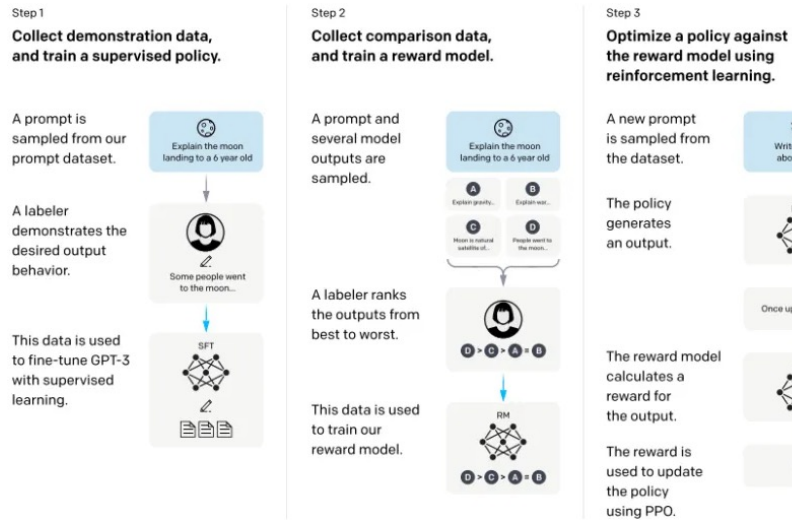 Step 1
Collect demonstration data,
and train a supervised policy.
A prompt is
sampled from our
prompt dataset.
Explain the moon
landing to a 6 year old
A labeler
demonstrates the
desired output
behavior.
Some people went
to the moon...
This data is used
to fine-tune GPT-3
with supervised
learning.
SFT
Step 2
Collect comparison data,
and train a reward model.
A prompt and
several model
outputs are
sampled.
Explain the moon
landing to a 6 year old
A
Explain gravity...
B
Explain war...
C
Moon is natural
satellite of...
D
People went to
the moon...
A labeler ranks
the outputs from
best to worst.
D > C > A = B
This data is used
to train our
reward model.
RM
D > C > A = B
Step 3
Optimize a policy against
the reward model using
reinforcement learning.
A new prompt
is sampled from
the dataset.
The policy
generates
an output.
Once
The reward model
calculates a
reward for
the output.
The reward is
used to update
the policy
using PPO.